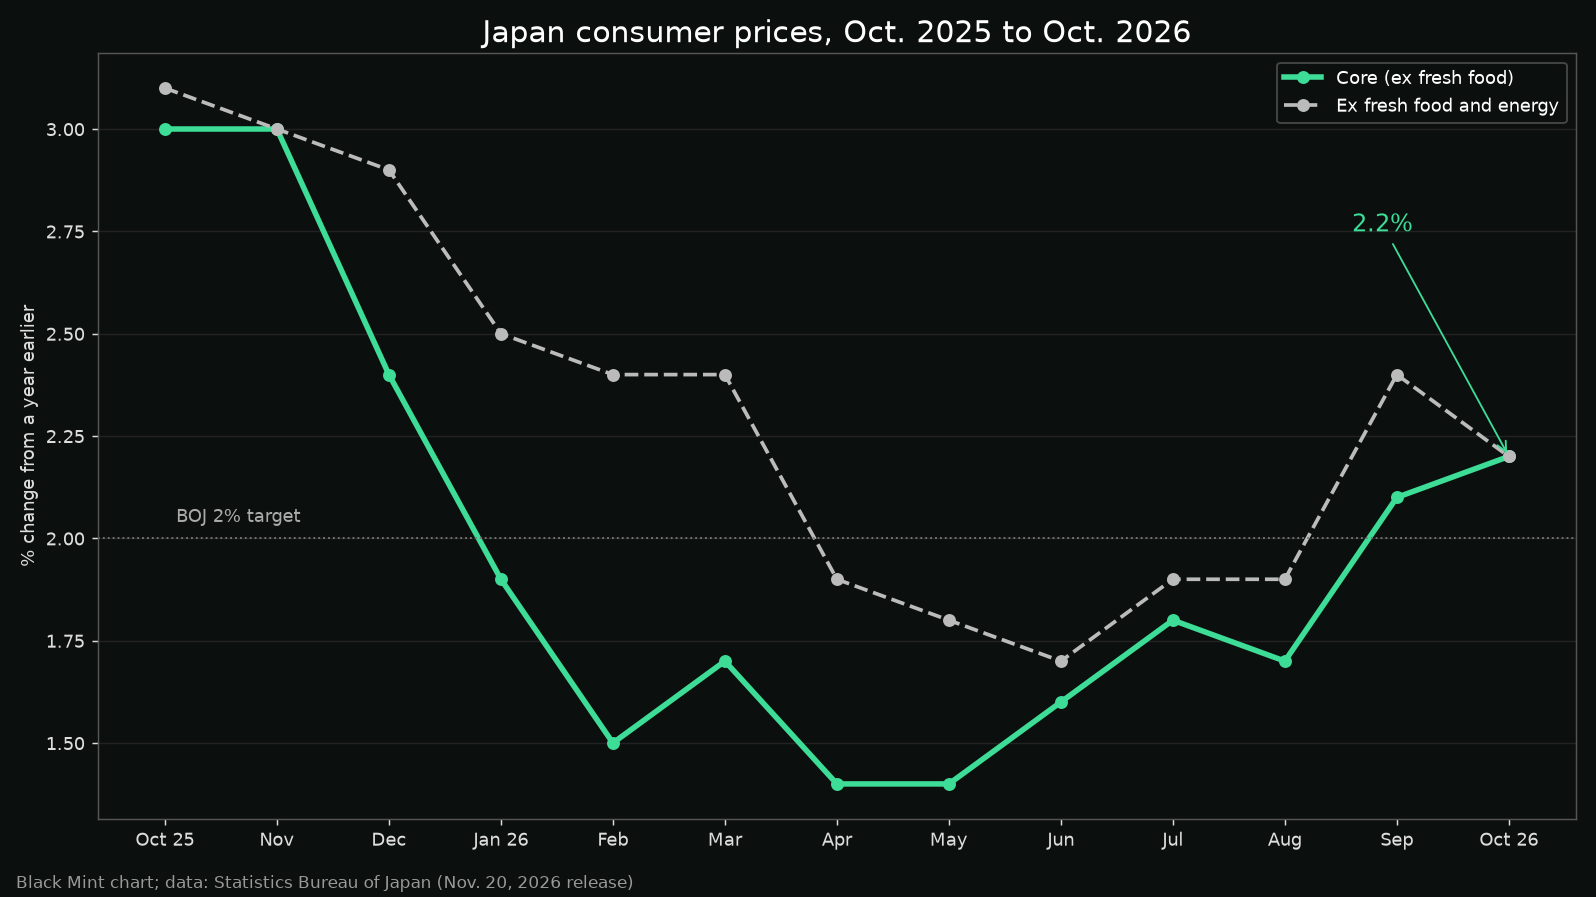 Japan consumer prices, Oct. 2025 to Oct. 2026
Core (ex fresh food)
Ex fresh food and energy
% change from a year earlier
3.00
2.75
2.50
2.25
2.00
1.75
1.50
2.2%
BOJ 2% target
Oct 25 Nov Dec Jan 26 Feb Mar Apr May Jun Jul Aug Sep Oct 26
Black Mint chart; data: Statistics Bureau of Japan (Nov. 20, 2026 release)